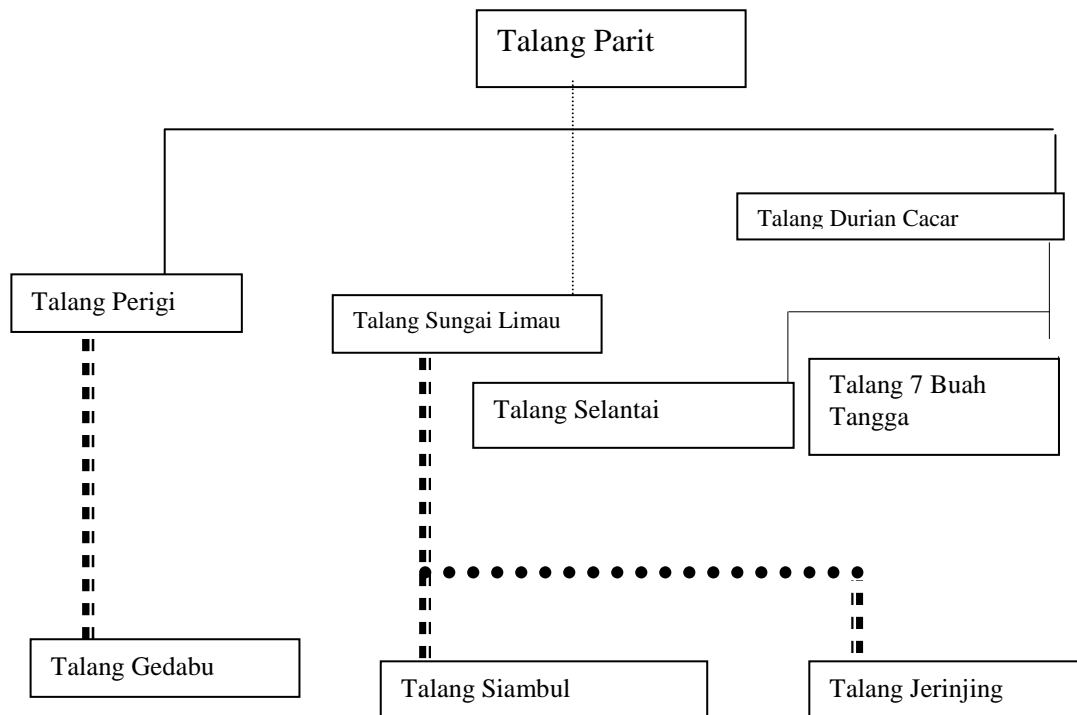 Talang Parit
Talang Durian Cacar
Talang Perigi
Talang Sungai Limau
Talang Selantai
Talang 7 Buah
Tangga
Talang Gedabu
Talang Siambul
Talang Jerinjing